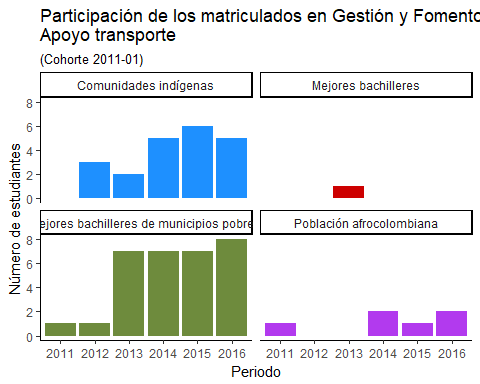 Participación de los matriculados en Gestión y Fomento
Apoyo transporte
(Cohorte 2011-01)
Comunidades indígenas
Mejores bachilleres
8
6
4
2
0
ejores bachilleres de municipios pobre
Población afrocolombiana
8
6
4
2
0
Número de estudiantes
2011 2012 2013 2014 2015 2016
2011 2012 2013 2014 2015 2016
Periodo